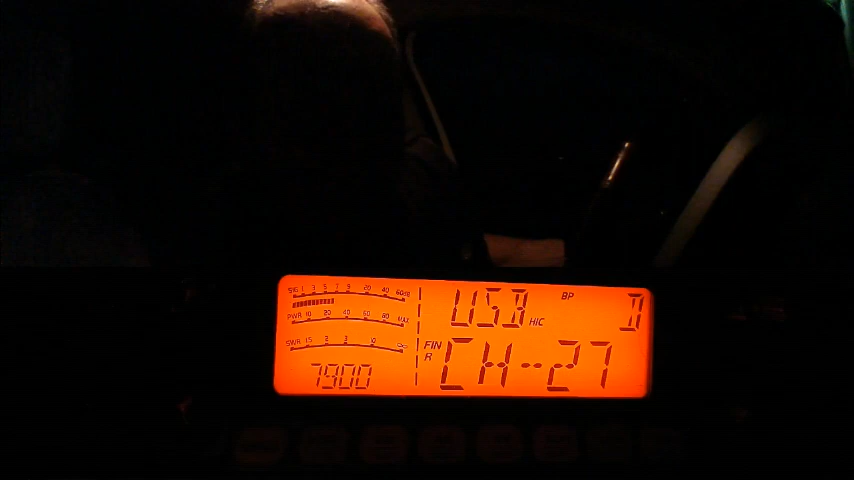 SIG 1 3 5 7 9 20 40 60dB
PWR 10 20 40 60 80 MAX
SWR 1.5 2 3 10 ∞
7900
USB HIC BP D
FIN
R
CH-27